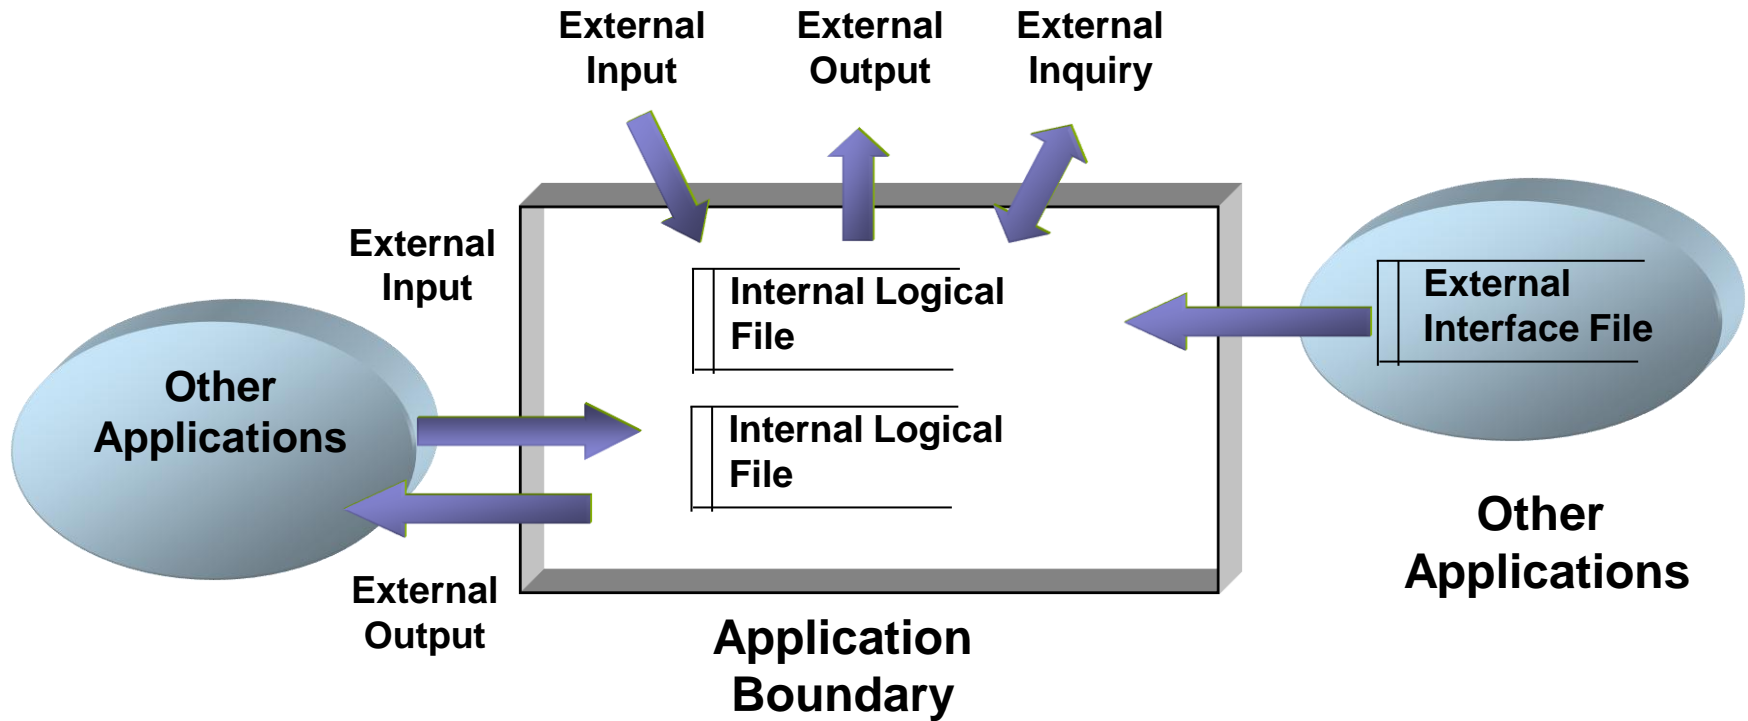 External
Input
External
Output
External
Inquiry
External
Input
Other
Applications
External
Output
Internal Logical
File
Internal Logical
File
External
Interface File
Other
Applications
Application
Boundary